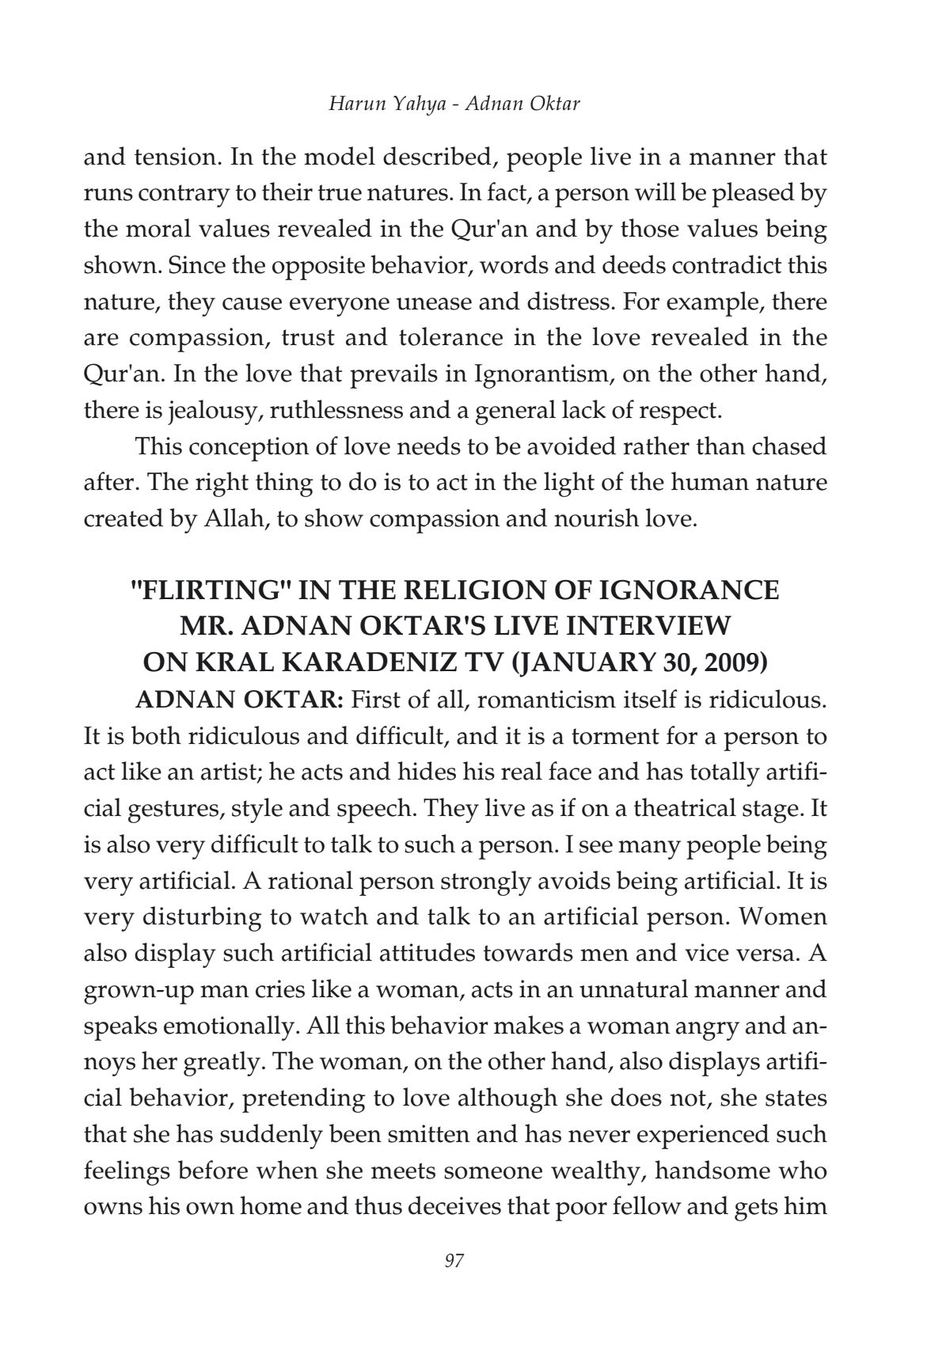 Harun Yahya - Adnan Oktar
and tension. In the model described, people live in a manner that
runs contrary to their true natures. In fact, a person will be pleased by
the moral values revealed in the Qur'an and by those values being
shown. Since the opposite behavior, words and deeds contradict this
nature, they cause everyone unease and distress. For example, there
are compassion, trust and tolerance in the love revealed in the
Qur'an. In the love that prevails in Ignorantism, on the other hand,
there is jealousy, ruthlessness and a general lack of respect.
This conception of love needs to be avoided rather than chased
after. The right thing to do is to act in the light of the human nature
created by Allah, to show compassion and nourish love.
"FLIRTING" IN THE RELIGION OF IGNORANCE
MR. ADNAN OKTAR'S LIVE INTERVIEW
ON KRAL KARADENIZ TV (JANUARY 30, 2009)
ADNAN OKTAR: First of all, romanticism itself is ridiculous.
It is both ridiculous and difficult, and it is a torment for a person to
act like an artist; he acts and hides his real face and has totally artifi-
cial gestures, style and speech. They live as if on a theatrical stage. It
is also very difficult to talk to such a person. I see many people being
very artificial. A rational person strongly avoids being artificial. It is
very disturbing to watch and talk to an artificial person. Women
also display such artificial attitudes towards men and vice versa. A
grown-up man cries like a woman, acts in an unnatural manner and
speaks emotionally. All this behavior makes a woman angry and an-
noys her greatly. The woman, on the other hand, also displays artifi-
cial behavior, pretending to love although she does not, she states
that she has suddenly been smitten and has never experienced such
feelings before when she meets someone wealthy, handsome who
owns his own home and thus deceives that poor fellow and gets him
97